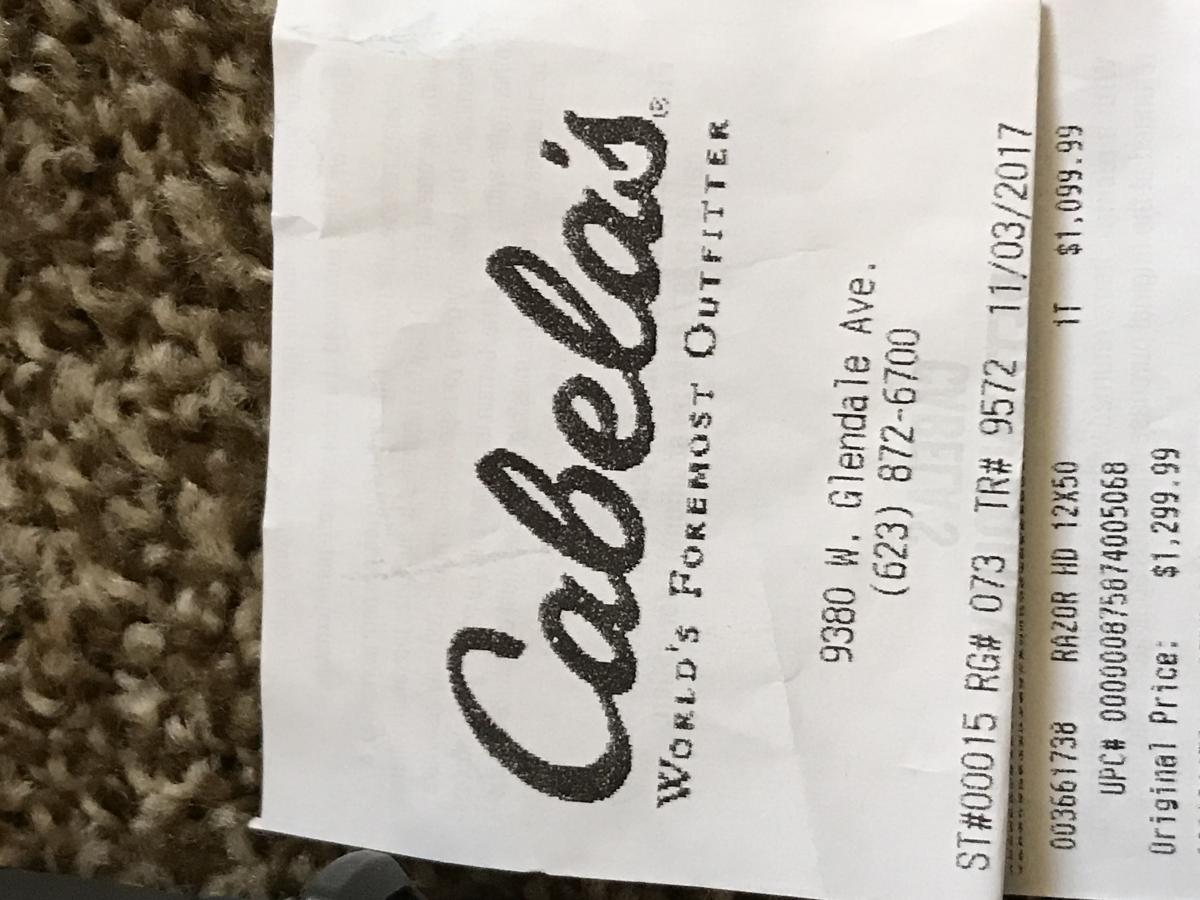 Cabela's®
WORLD'S FOREMOST OUTFITTER
9380 W. Glendale Ave.
(623) 872-6700
ST#00015 RG# 073 TR# 9572 11/03/2017
003661738 RAZOR HD 12X50 1T $1,099.99
UPC# 000000875874005068
Original Price: $1,299.99